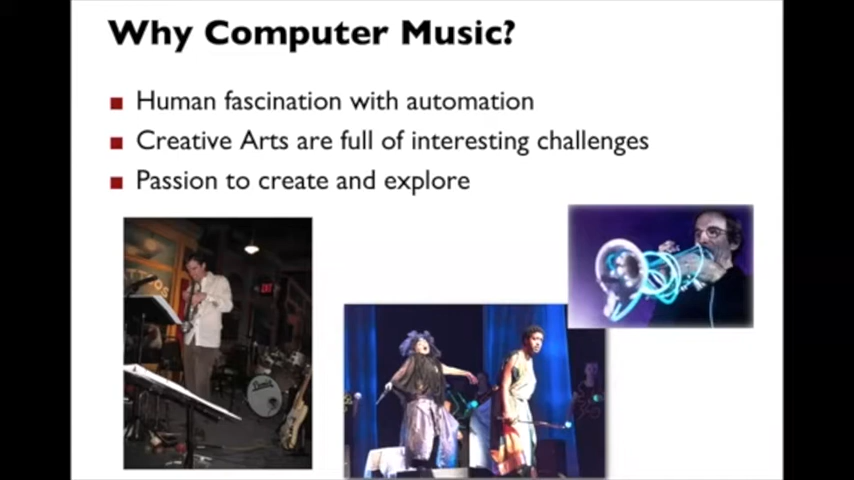 Why Computer Music?
Human fascination with automation
Creative Arts are full of interesting challenges
Passion to create and explore
EXIT